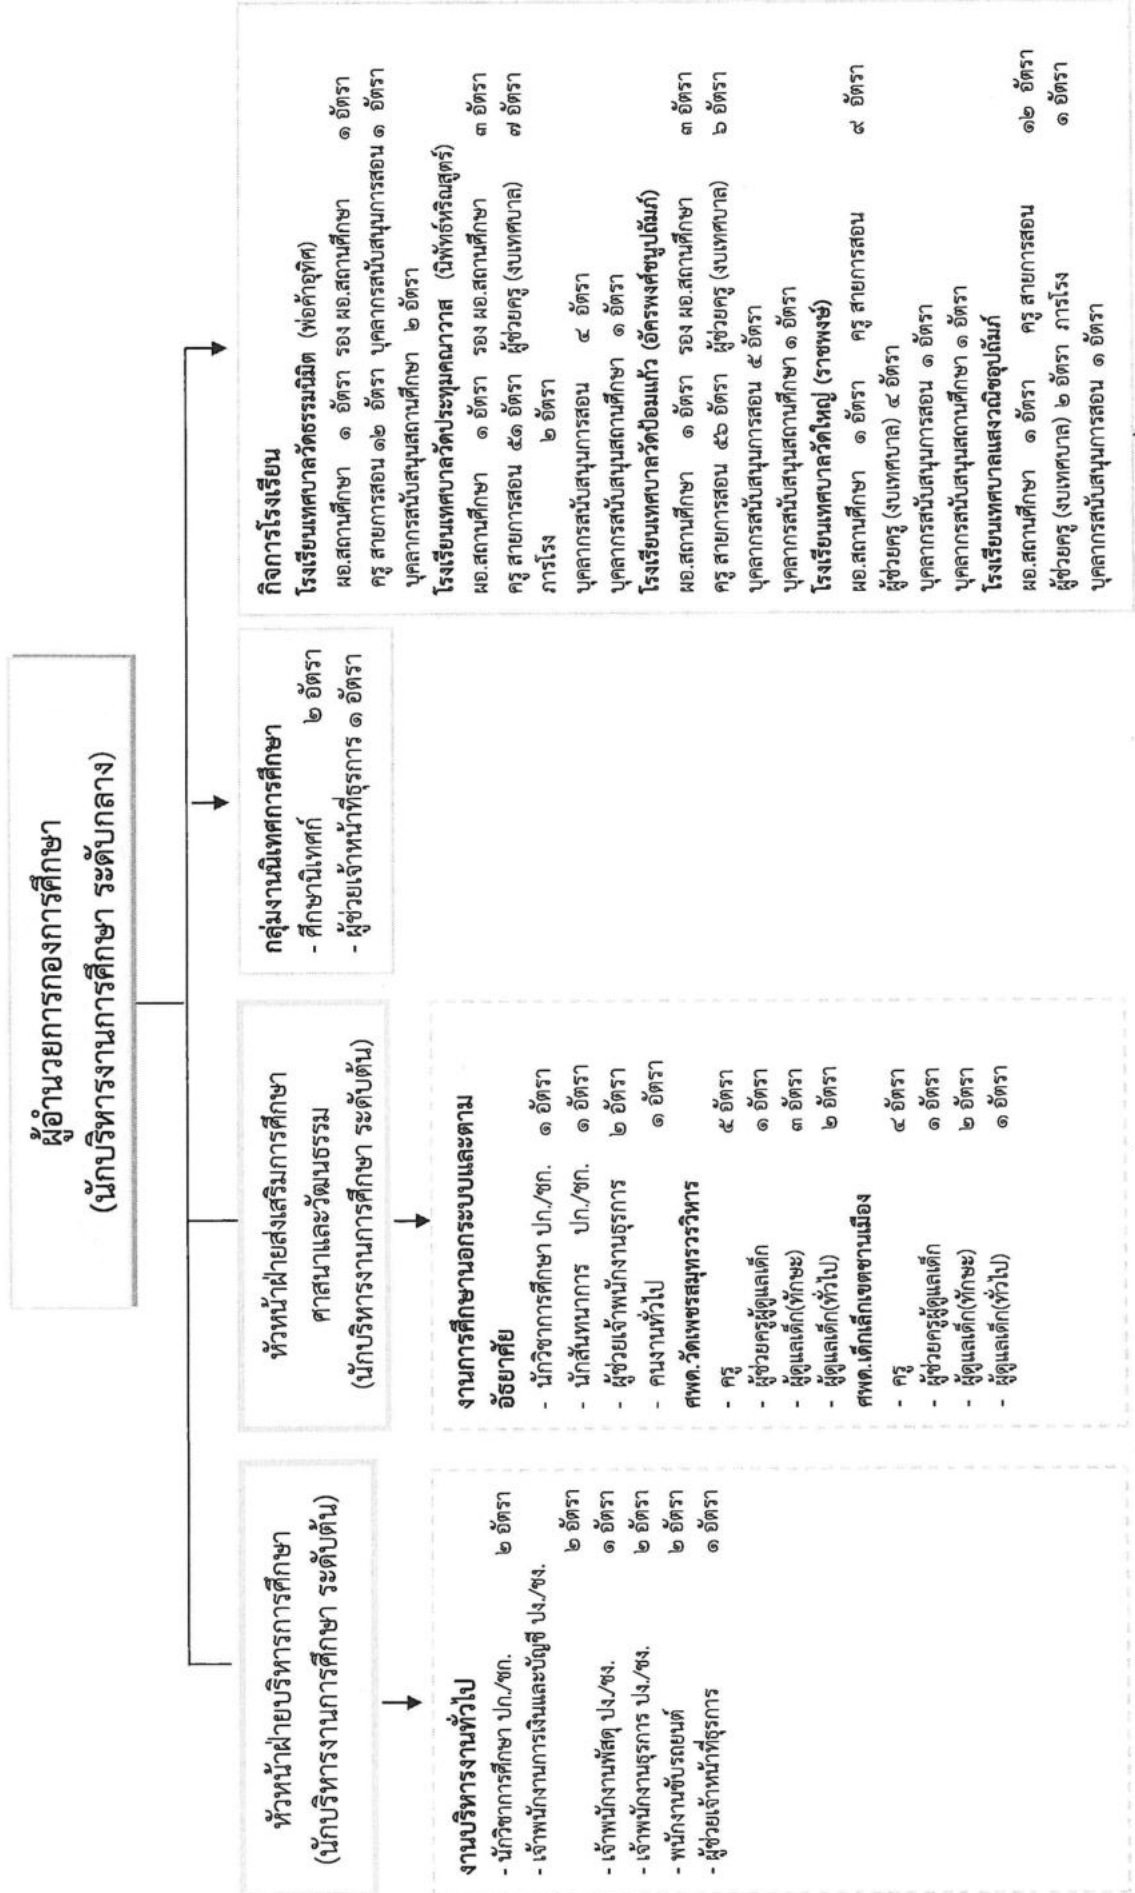 ผู้อำนวยการกองการศึกษา
(นักบริหารงานการศึกษา ระดับกลาง)
หัวหน้าฝ่ายบริหารการศึกษา
(นักบริหารงานการศึกษา ระดับต้น)
งานบริหารงานทั่วไป
- นักวิชาการศึกษา ปก./ชก. ๒ อัตรา
- เจ้าพนักงานการเงินและบัญชี ปง./ชง.
๒ อัตรา
- เจ้าพนักงานพัสดุ ปง./ชง. ๑ อัตรา
- เจ้าพนักงานธุรการ ปง./ชง. ๒ อัตรา
- พนักงานขับรถยนต์ ๒ อัตรา
- ผู้ช่วยเจ้าหน้าที่ธุรการ ๑ อัตรา
หัวหน้าฝ่ายส่งเสริมการศึกษา
ศาสนาและวัฒนธรรม
(นักบริหารงานการศึกษา ระดับต้น)
งานการศึกษานอกระบบและตาม
อัธยาศัย
- นักวิชาการศึกษา ปก./ชก. ๑ อัตรา
- นักสันทนาการ ปก./ชก. ๑ อัตรา
- ผู้ช่วยเจ้าพนักงานธุรการ ๒ อัตรา
- คนงานทั่วไป ๑ อัตรา
ศพด.วัดเพชรสมุทรวรวิหาร
- ครู ๕ อัตรา
- ผู้ช่วยครูผู้ดูแลเด็ก ๑ อัตรา
- ผู้ดูแลเด็ก(ทักษะ) ๓ อัตรา
- ผู้ดูแลเด็ก(ทั่วไป) ๒ อัตรา
ศพด.เด็กเล็กเขตชานเมือง
- ครู ๔ อัตรา
- ผู้ช่วยครูผู้ดูแลเด็ก ๑ อัตรา
- ผู้ดูแลเด็ก(ทักษะ) ๒ อัตรา
- ผู้ดูแลเด็ก(ทั่วไป) ๑ อัตรา
กลุ่มงานนิเทศการศึกษา
- ศึกษานิเทศก์ ๒ อัตรา
- ผู้ช่วยเจ้าหน้าที่ธุรการ ๑ อัตรา
กิจการโรงเรียน
โรงเรียนเทศบาลวัดธรรมนิมิต (พ่อค้าอุทิศ)
ผอ.สถานศึกษา ๑ อัตรา รอง ผอ.สถานศึกษา ๑ อัตรา
ครู สายการสอน ๑๒ อัตรา บุคลากรสนับสนุนการสอน ๑ อัตรา
บุคลากรสนับสนุนสถานศึกษา ๒ อัตรา
โรงเรียนเทศบาลวัดประทุมคณาวาส (นิพัทธ์หริณสูตร์)
ผอ.สถานศึกษา ๑ อัตรา รอง ผอ.สถานศึกษา ๓ อัตรา
ครู สายการสอน ๕๑ อัตรา ผู้ช่วยครู (งบเทศบาล) ๗ อัตรา
ภารโรง ๒ อัตรา
บุคลากรสนับสนุนการสอน ๔ อัตรา
บุคลากรสนับสนุนสถานศึกษา ๑ อัตรา
โรงเรียนเทศบาลวัดป้อมแก้ว (อัครพงศ์ชนูปถัมภ์)
ผอ.สถานศึกษา ๑ อัตรา รอง ผอ.สถานศึกษา ๓ อัตรา
ครู สายการสอน ๕๖ อัตรา ผู้ช่วยครู (งบเทศบาล) ๖ อัตรา
บุคลากรสนับสนุนการสอน ๕ อัตรา
บุคลากรสนับสนุนสถานศึกษา ๑ อัตรา
โรงเรียนเทศบาลวัดใหญ่ (ราชพงษ์)
ผอ.สถานศึกษา ๑ อัตรา ครู สายการสอน ๙ อัตรา
ผู้ช่วยครู (งบเทศบาล) ๔ อัตรา
บุคลากรสนับสนุนการสอน ๑ อัตรา
บุคลากรสนับสนุนสถานศึกษา ๑ อัตรา
โรงเรียนเทศบาลแสงวณิชอุปถัมภ์
ผอ.สถานศึกษา ๑ อัตรา ครู สายการสอน ๑๒ อัตรา
ผู้ช่วยครู (งบเทศบาล) ๒ อัตรา ภารโรง ๑ อัตรา
บุคลากรสนับสนุนการสอน ๑ อัตรา